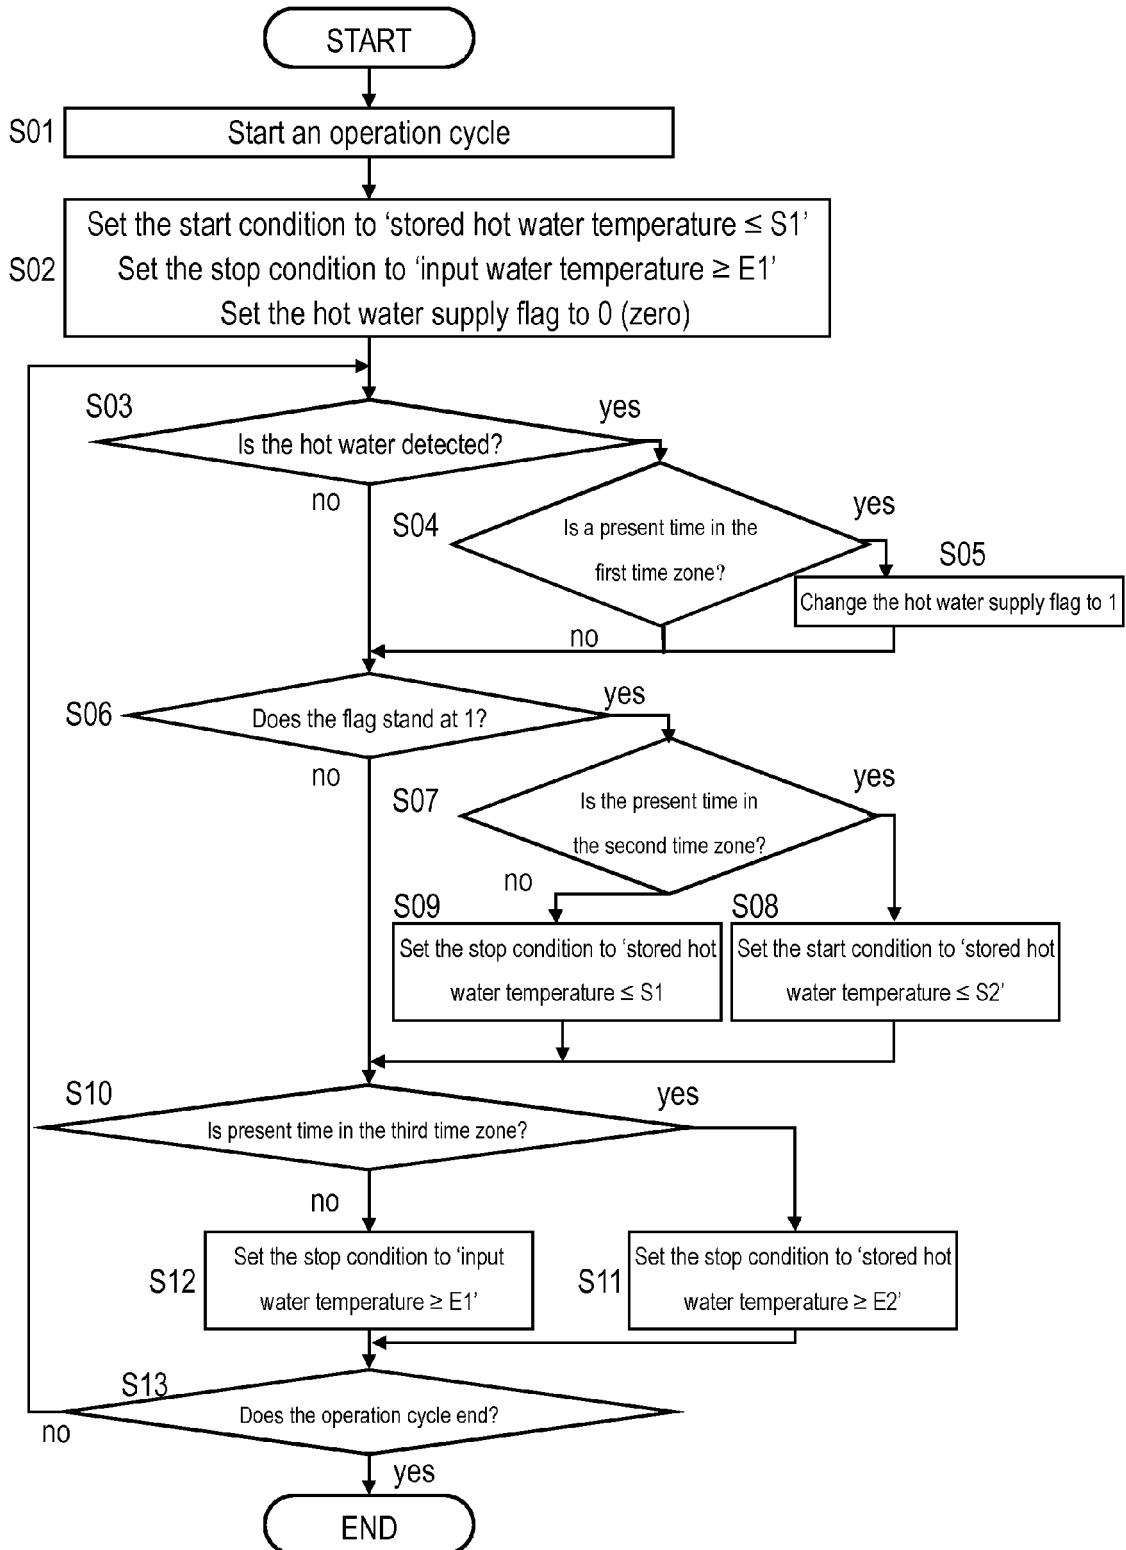 START
S01
Start an operation cycle
S02
Set the start condition to ‘stored hot water temperature ≤ S1’
Set the stop condition to ‘input water temperature ≥ E1’
Set the hot water supply flag to 0 (zero)
S03
Is the hot water detected?
yes
no
S04
Is a present time in the
first time zone?
yes
no
S05
Change the hot water supply flag to 1
S06
Does the flag stand at 1?
yes
no
S07
Is the present time in
the second time zone?
yes
no
S09
Set the stop condition to ‘stored hot
water temperature ≤ S1
S08
Set the start condition to ‘stored hot
water temperature ≤ S2’
S10
Is present time in the third time zone?
yes
no
S12
Set the stop condition to ‘input
water temperature ≥ E1’
S11
Set the stop condition to ‘stored hot
water temperature ≥ E2’
S13
Does the operation cycle end?
no
yes
END